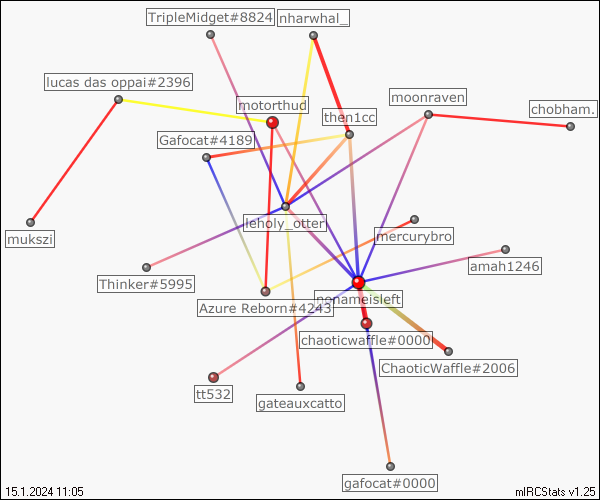 TripleMidget#8824
nharwhal_
lucas das oppai#2396
moonraven
motorthud
chobham.
then1cc
Gafocat#4189
leholy_otter
mukszi
mercurybro
amah1246
Thinker#5995
nonameisleft
Azure Reborn#4243
chaoticwaffle#0000
ChaoticWaffle#2006
tt532
gateauxcatto
gafocat#0000
15.1.2024 11:05
mIRCStats v1.25